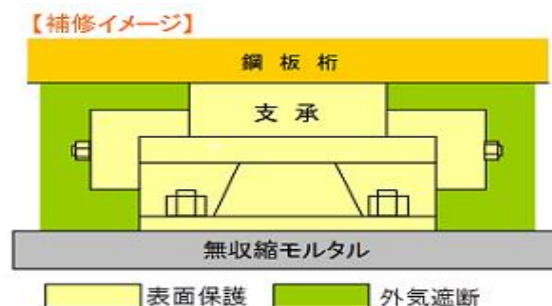 【補修イメージ】
鋼板桁
支承
無収縮モルタル
表面保護
外気遮断